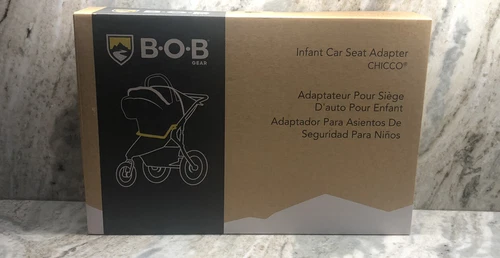 B·O·B
GEAR
Infant Car Seat Adapter
CHICCO®
Adaptateur Pour Siège
D'auto Pour Enfant
Adaptador Para Asientos De
Seguridad Para Niños